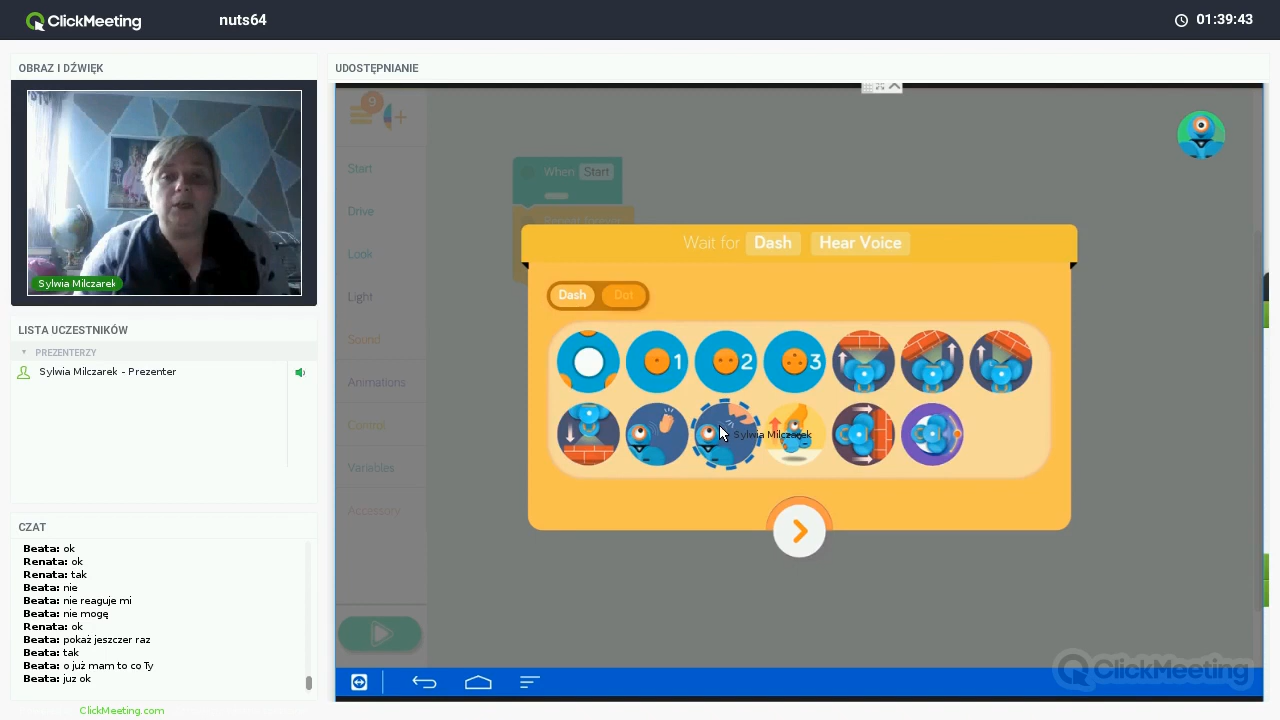 ClickMeeting
nuts64
01:39:43
OBRAZ I DŹWIĘK
UDOSTĘPNIANIE
Sylwia Milczarek
LISTA UCZESTNIKÓW
PREZENTERZY
Sylwia Milczarek - Prezenter
CZAT
Beata: ok
Renata: ok
Renata: tak
Beata: nie
Beata: nie reaguje mi
Beata: nie mogę
Renata: ok
Beata: pokaż jeszczer raz
Beata: tak
Beata: o już mam to co Ty
Beata: juz ok
ClickMeeting.com
9
Start
Drive
Look
Light
Sound
Animations
Control
Variables
Accessory
When Start
Repeat forever
Wait for Dash Hear Voice
Dash Dot
1 2 3
Sylwia Milczarek
ClickMeeting